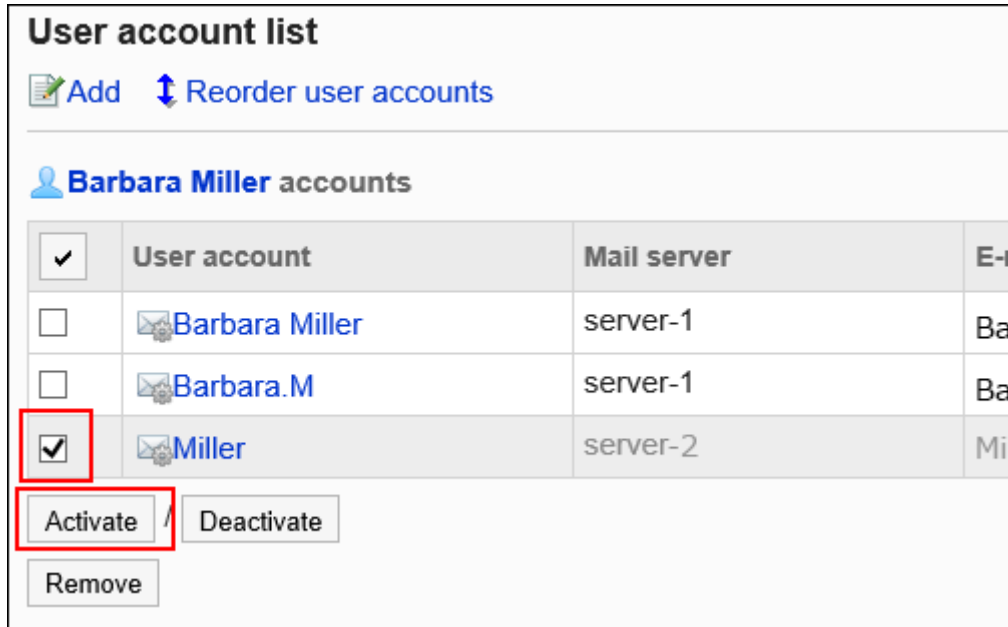 User account list
Add Reorder user accounts
Barbara Miller accounts
User account Mail server
Barbara Miller server-1
Barbara.M server-1
Miller server-2
Activate / Deactivate
Remove